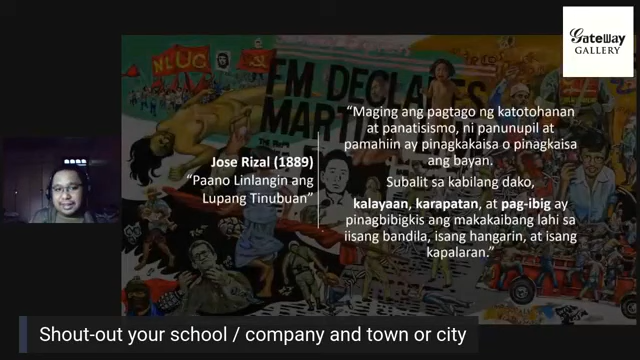 Gateway
GALLERY
NLUC
FM DECLARES
MARTI
Jose Rizal (1889)
“Paano Linlangin ang
Lupang Tinubuan”
“Maging ang pagtago ng katotohanan
at panatisismo, ni panunupil at
pamahiin ay pinagkakaisa o pinagkaisa
ang bayan.
Subalit sa kabilang dako,
kalayaan, karapatan, at pag-ibig ay
pinagbibigkis ang makakaibang lahi sa
iisang bandila, isang hangarin, at isang
kapalaran.”
Shout-out your school / company and town or city